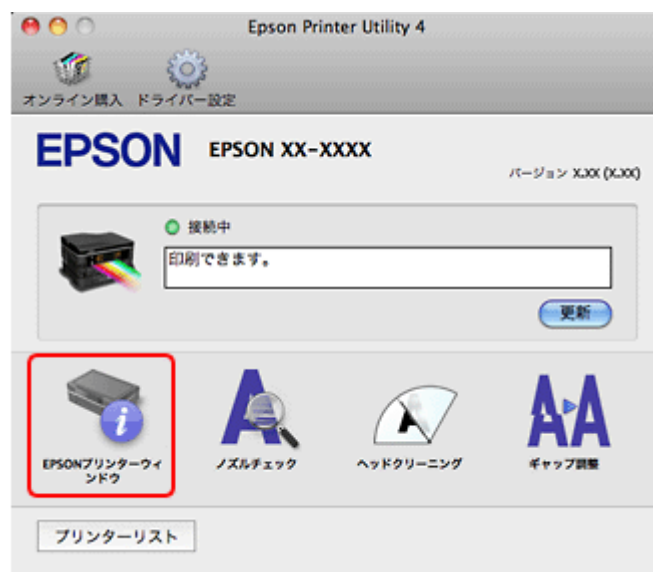 Epson Printer Utility 4
オンライン購入 ドライバー設定
EPSON EPSON XX-XXXX
バージョン X.XX (X.XX)
接続中
印刷できます。
更新
EPSONプリンターウィ
ンドウ
ノズルチェック
ヘッドクリーニング
ギャップ調整
プリンターリスト